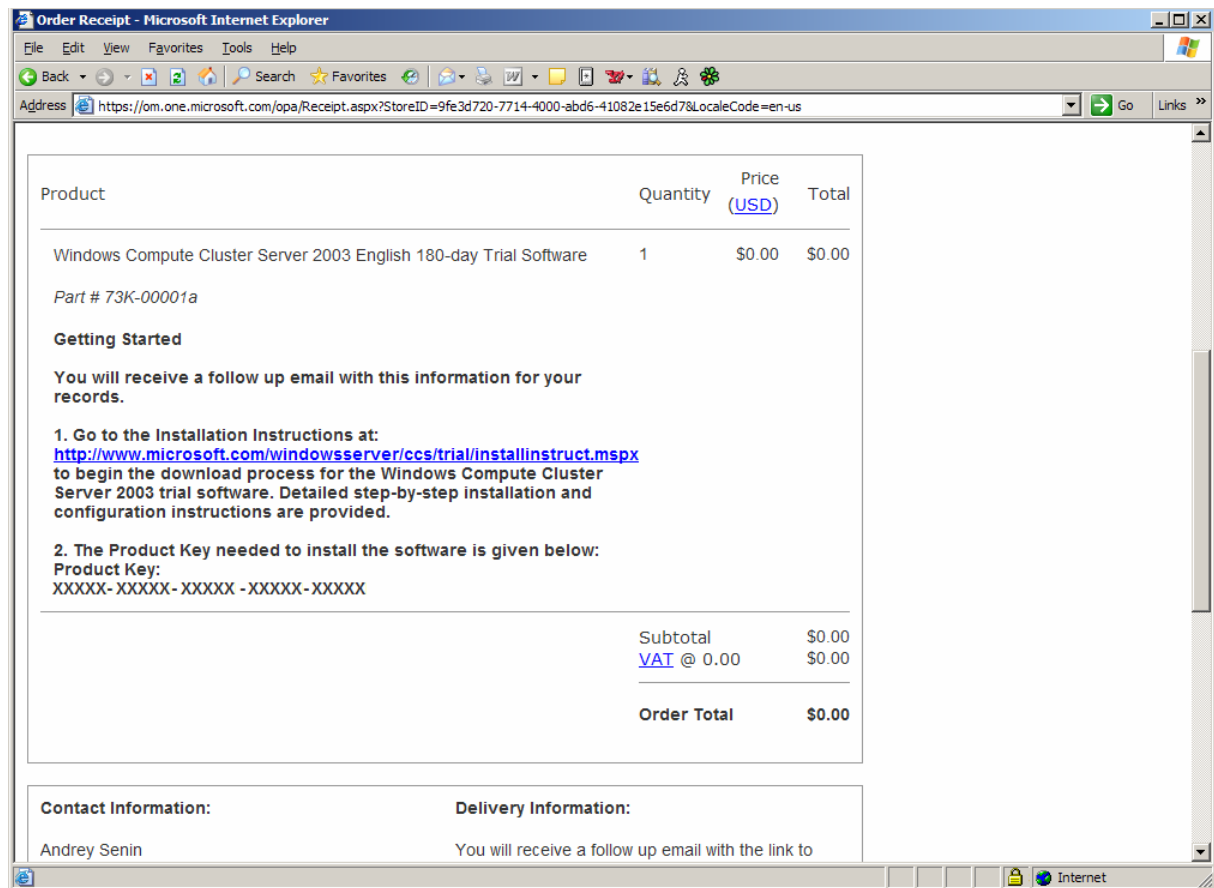 Order Receipt - Microsoft Internet Explorer
File Edit View Favorites Tools Help
Back Search Favorites
Address https://om.one.microsoft.com/opa/Receipt.aspx?StoreID=9fe3d720-7714-4000-abd6-41082e15e6d7&LocaleCode=en-us Go Links »
Product Quantity Price (USD) Total
Windows Compute Cluster Server 2003 English 180-day Trial Software 1 $0.00 $0.00
Part # 73K-00001a
Getting Started
You will receive a follow up email with this information for your
records.
1. Go to the Installation Instructions at:
http://www.microsoft.com/windowsserver/ccs/trial/installinstruct.mspx
to begin the download process for the Windows Compute Cluster
Server 2003 trial software. Detailed step-by-step installation and
configuration instructions are provided.
2. The Product Key needed to install the software is given below:
Product Key:
XXXXX-XXXXX-XXXXX -XXXXX-XXXXX
Subtotal $0.00
VAT @ 0.00 $0.00
Order Total $0.00
Contact Information: Delivery Information:
Andrey Senin You will receive a follow up email with the link to
Internet